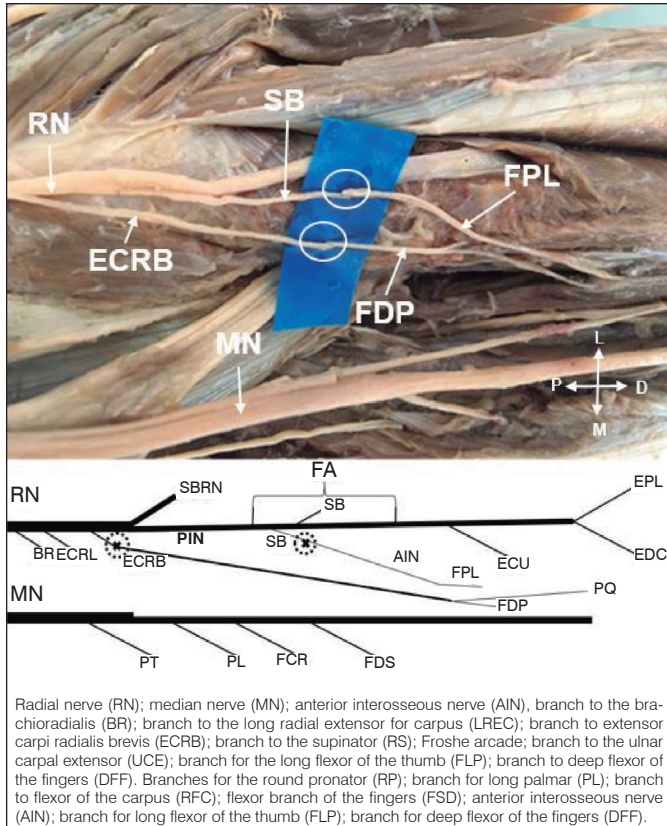 SB
RN
FPL
ECRB
FDP
MN
L
P D
M
FA
EPL
SBRN
SB
RN
PIN
SB
BR
ECRL
ECRB
AIN
ECU
EDC
FPL
PQ
MN
FDP
PT
PL
FCR
FDS
Radial nerve (RN); median nerve (MN); anterior interosseous nerve (AIN), branch to the bra-
chioradialis (BR); branch to the long radial extensor for carpus (LREC); branch to extensor
carpi radialis brevis (ECRB); branch to the supinator (RS); Froshe arcade; branch to the ulnar
carpal extensor (UCE); branch for the long flexor of the thumb (FLP); branch to deep flexor of
the fingers (DFF). Branches for the round pronator (RP); branch for long palmar (PL); branch
to flexor of the carpus (RFC); flexor branch of the fingers (FSD); anterior interosseous nerve
(AIN); branch for long flexor of the thumb (FLP); branch for deep flexor of the fingers (DFF).